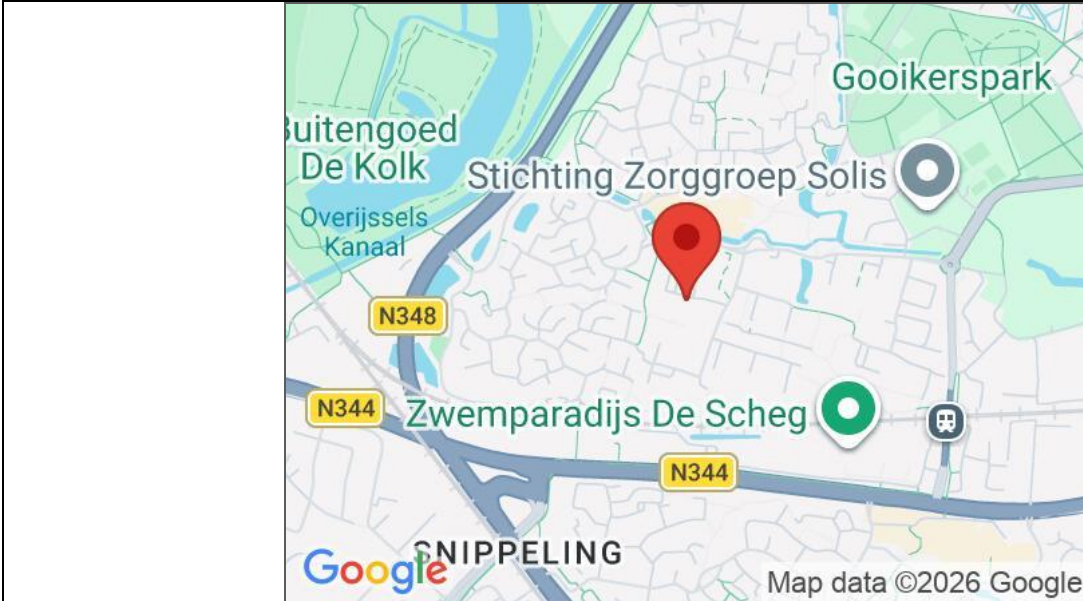 Gooikerspark
Buitengoed
De Kolk
Stichting Zorggroep Solis
Overijssels
Kanaal
N348
N344
Zwemparadijs De Scheg
N344
SNIPPELING
Google
Map data ©2026 Google